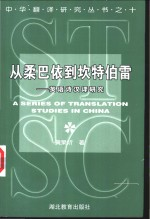 中华翻译研究丛书之十
从柔巴依到坎特伯雷
——英语诗汉译研究
A SERIES OF TRANSLATION
STUDIES IN CHINA
湖北教育出版社